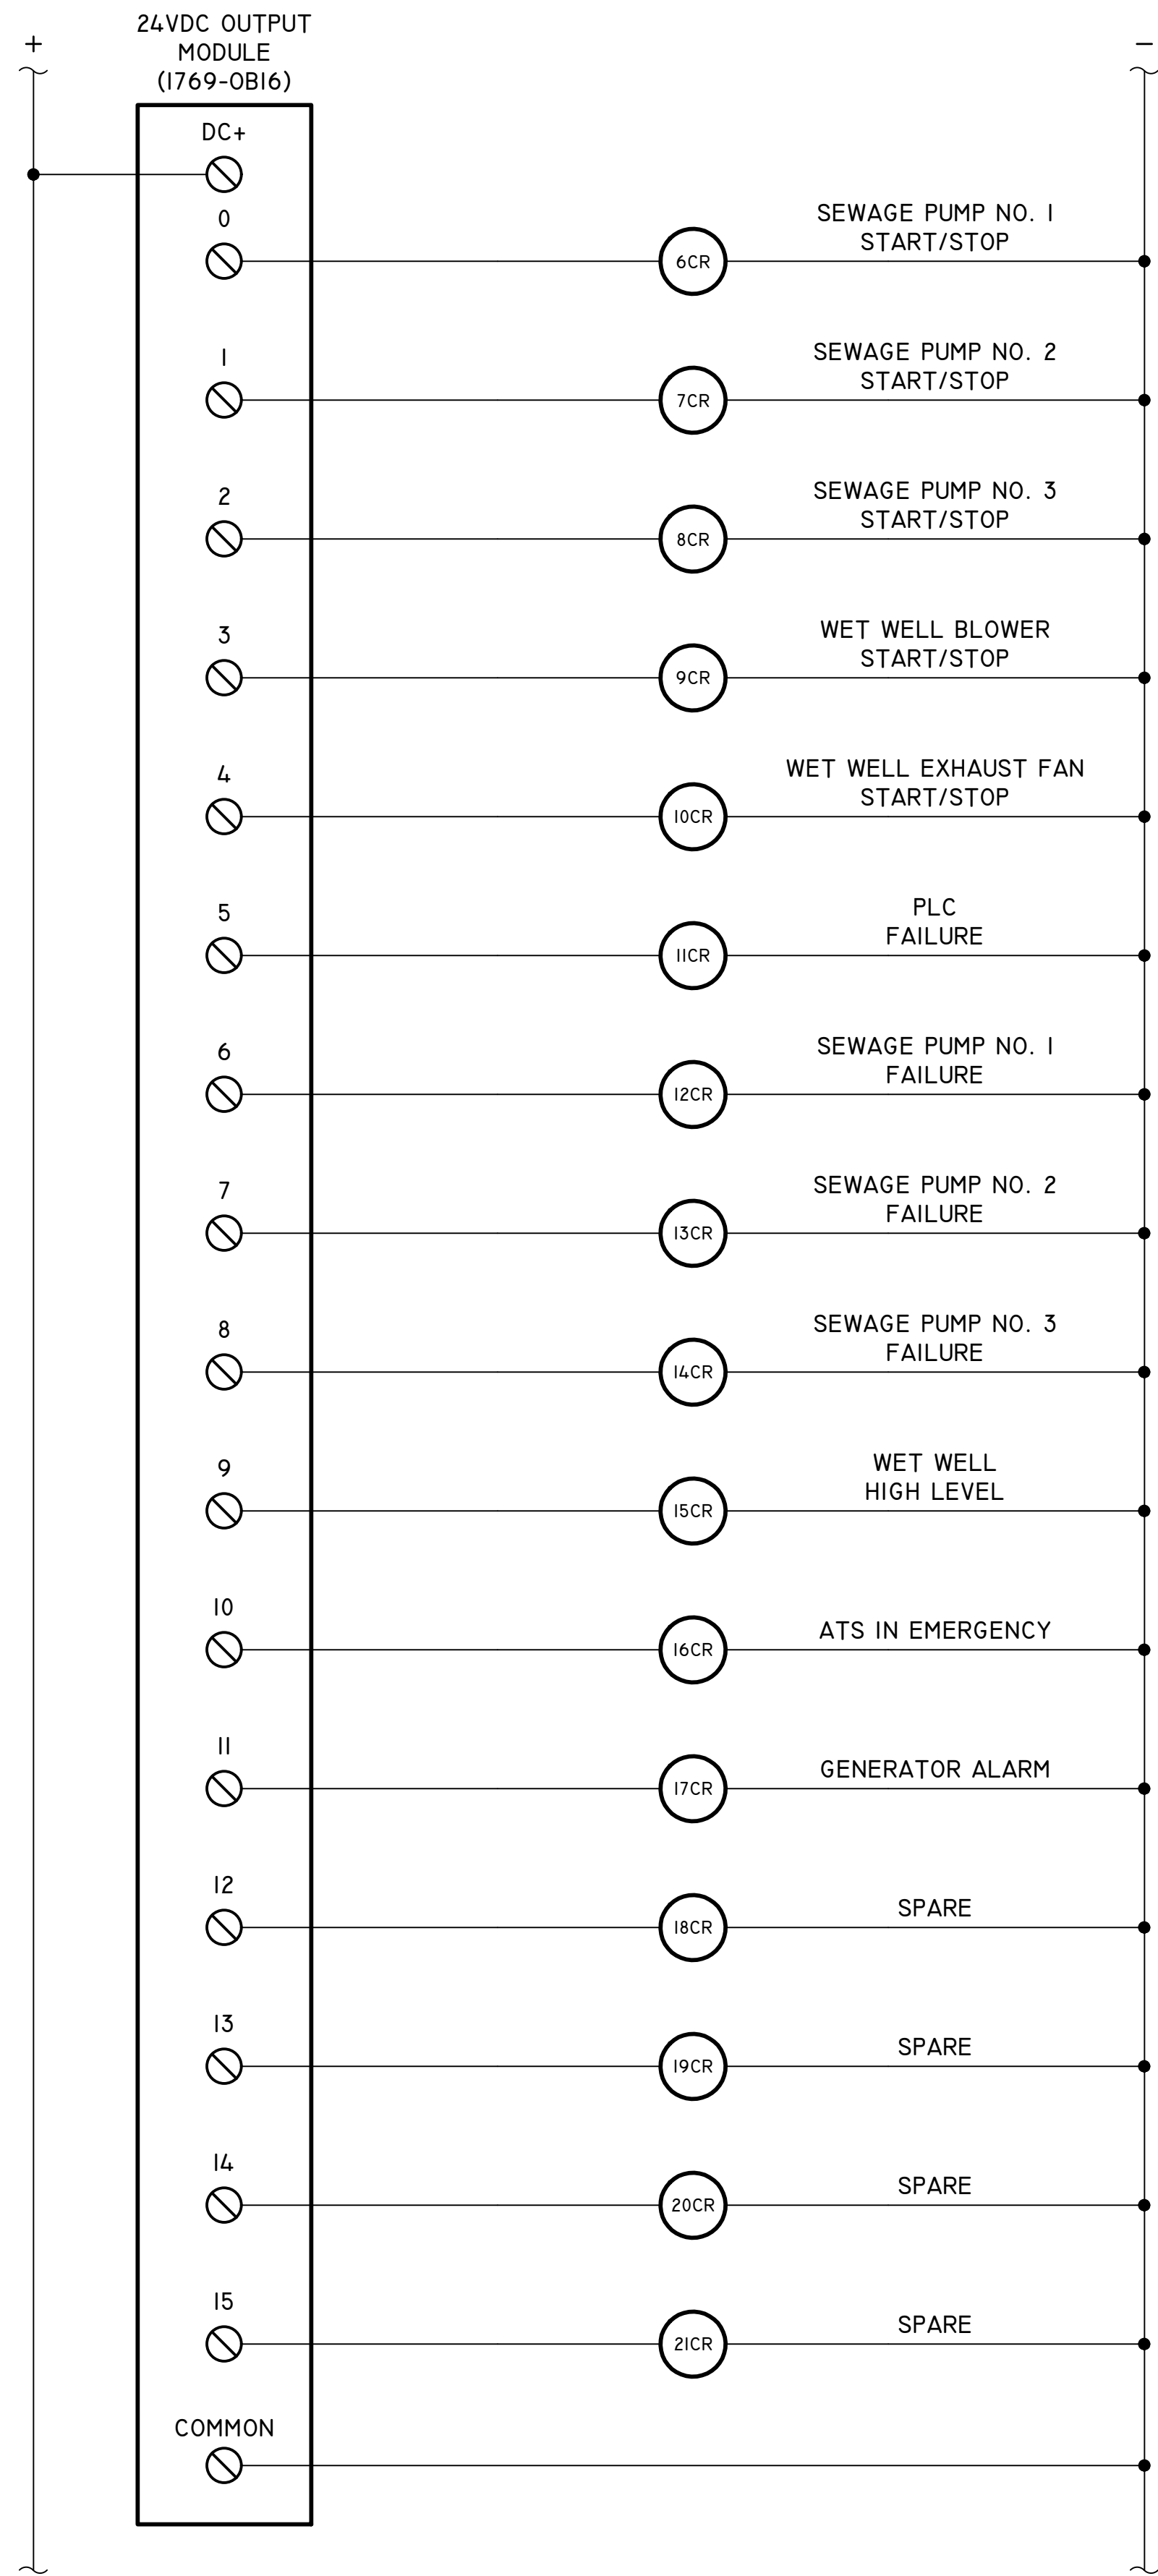 24VDC OUTPUT
MODULE
(1769-OB16)
+
−
DC+
0
SEWAGE PUMP NO. 1
START/STOP
6CR
1
SEWAGE PUMP NO. 2
START/STOP
7CR
2
SEWAGE PUMP NO. 3
START/STOP
8CR
3
WET WELL BLOWER
START/STOP
9CR
4
WET WELL EXHAUST FAN
START/STOP
10CR
5
PLC
FAILURE
11CR
6
SEWAGE PUMP NO. 1
FAILURE
12CR
7
SEWAGE PUMP NO. 2
FAILURE
13CR
8
SEWAGE PUMP NO. 3
FAILURE
14CR
9
WET WELL
HIGH LEVEL
15CR
10
ATS IN EMERGENCY
16CR
11
GENERATOR ALARM
17CR
12
SPARE
18CR
13
SPARE
19CR
14
SPARE
20CR
15
SPARE
21CR
COMMON